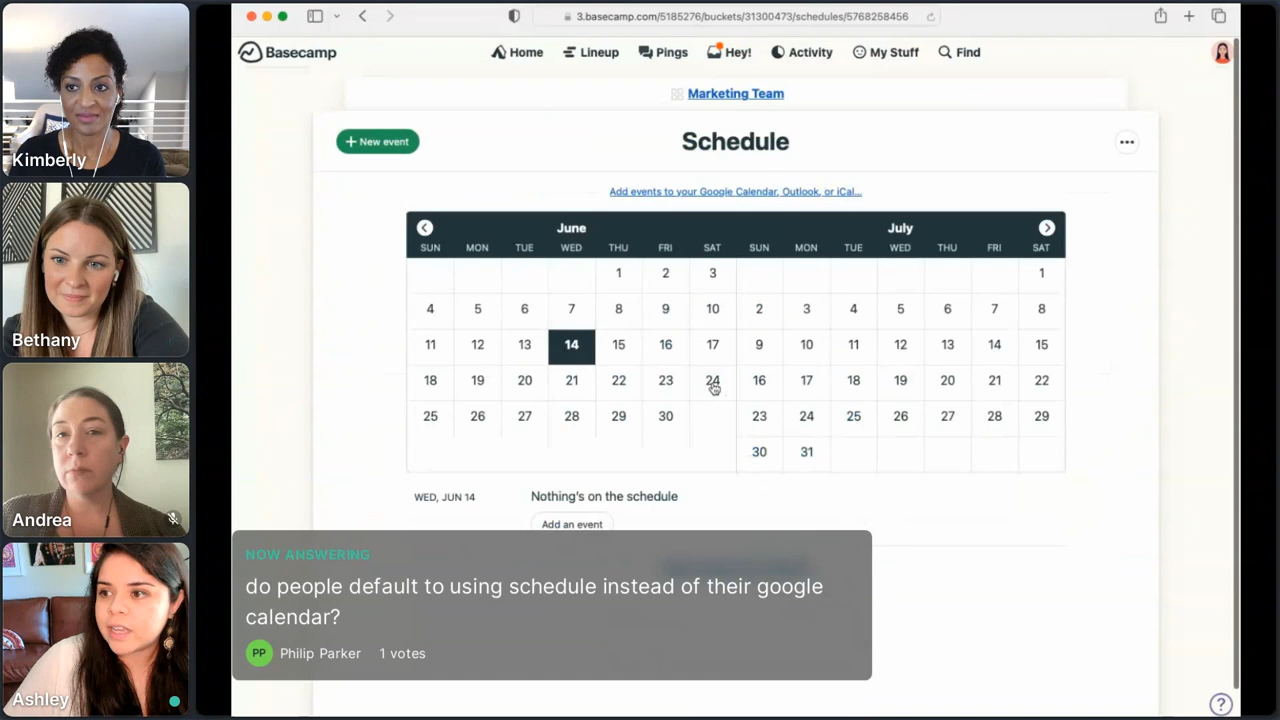 Kimberly
Bethany
Andrea
Ashley
3.basecamp.com/5185276/buckets/31300473/schedules/5768258456
Basecamp
Home Lineup Pings Hey! Activity My Stuff Find
Marketing Team
+ New event
Schedule
Add events to your Google Calendar, Outlook, or iCal...
June July
SUN MON TUE WED THU FRI SAT SUN MON TUE WED THU FRI SAT
1 2 3 1
4 5 6 7 8 9 10 2 3 4 5 6 7 8
11 12 13 14 15 16 17 9 10 11 12 13 14 15
18 19 20 21 22 23 24 16 17 18 19 20 21 22
25 26 27 28 29 30 23 24 25 26 27 28 29
30 31
WED, JUN 14 Nothing's on the schedule
Add an event
NOW ANSWERING
do people default to using schedule instead of their google
calendar?
PP Philip Parker 1 votes
?